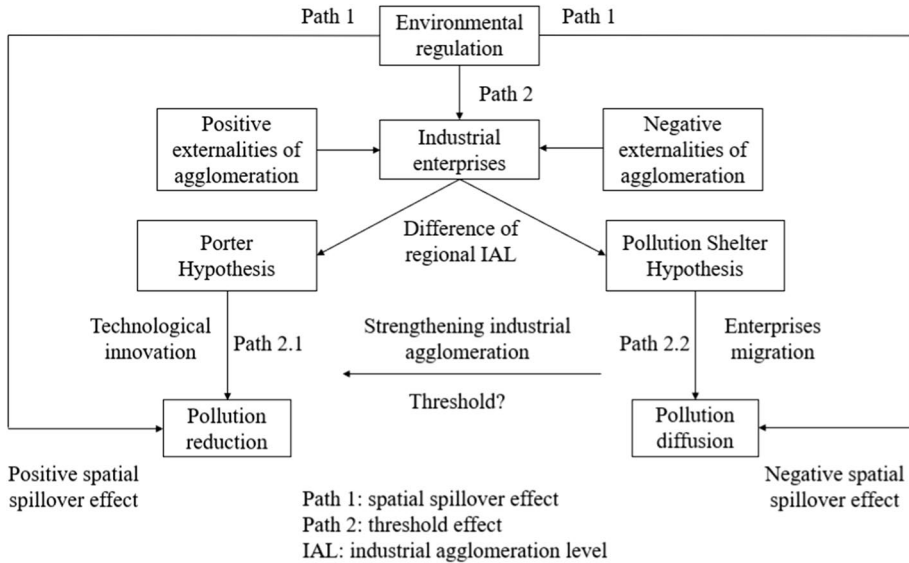 Path 1
Environmental
regulation
Path 1
Path 2
Positive
externalities of
agglomeration
Industrial
enterprises
Negative
externalities of
agglomeration
Porter
Hypothesis
Difference of
regional IAL
Pollution Shelter
Hypothesis
Technological
innovation
Path 2.1
Strengthening industrial
agglomeration
Threshold?
Path 2.2
Enterprises
migration
Pollution
reduction
Pollution
diffusion
Positive spatial
spillover effect
Negative spatial
spillover effect
Path 1: spatial spillover effect
Path 2: threshold effect
IAL: industrial agglomeration level